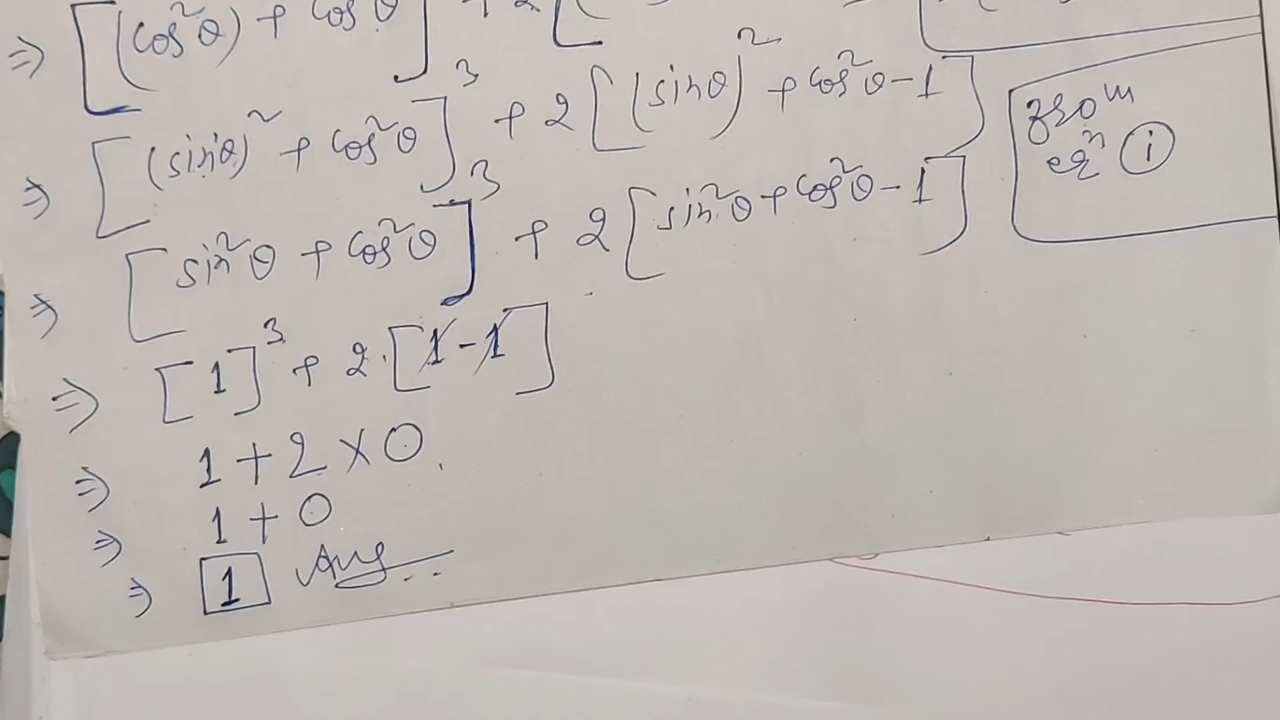 ⇒ [(cos²θ) + cos θ] + 2 [
⇒ [(sinθ)² + cos²θ]³ + 2 [(sinθ)² + cos²θ - 1]
from eqⁿ (i)
⇒ [sin²θ + cos²θ]³ + 2 [sin²θ + cos²θ - 1]
⇒ [1]³ + 2·[1 - 1]
⇒ 1 + 2 × 0
⇒ 1 + 0
⇒ 1 Ans